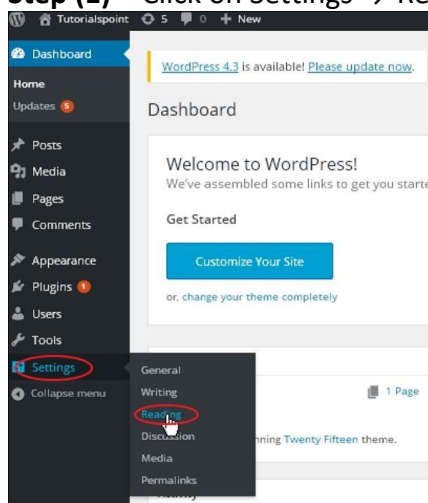 Step (1) − Click on Settings → Re
Tutorialspoint 5 0 + New
Dashboard
Home
Updates 5
Posts
Media
Pages
Comments
Appearance
Plugins 1
Users
Tools
Settings
Collapse menu
General
Writing
Reading
Discussion
Media
Permalinks
WordPress 4.3 is available! Please update now.
Dashboard
Welcome to WordPress!
We've assembled some links to get you starte
Get Started
Customize Your Site
or, change your theme completely
1 Page
nning Twenty Fifteen theme.